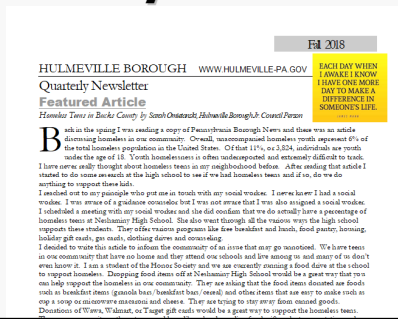 Fall 2018
HULMEVILLE BOROUGH WWW.HULMEVILLE-PA.GOV
Quarterly Newsletter
Featured Article
EACH DAY WHEN
I AWAKE I KNOW
I HAVE ONE MORE
DAY TO MAKE A
DIFFERENCE IN
SOMEONE'S LIFE.
Homeless Teens in Bucks County by Sarah Hulmeville Borough Jr. Council Person
Back in the spring I was reading a copy of Pennsylvania Borough News and there was an article
discussing homeless in our community. Overall, unaccompanied homeless youth represent 6% of
the total homeless population in the United States. Of that 11%, or 3,824, individuals are youth
under the age of 18. Youth homelessness is often underreported and extremely difficult to track.
I have never really thought about homeless teens in my neighborhood before. After reading that article I
started to do some research at the high school to see if we had homeless teens and if so, do we do
anything to support these kids.
I reached out to my principle who put me in touch with my social worker. I never knew I had a social
worker. I was aware of a guidance counselor but I was not aware that I was also assigned a social worker.
I scheduled a meeting with my social worker and she did confirm that we do actually have a percentage of
homeless teens at Neshaminy High School. She also went through all the various ways the high school
supports these students. They offer various programs like free breakfast and lunch, food pantry, housing,
holiday gift cards, gas cards, clothing drives and counseling.
I decided to write this article to inform the community of an issue that may go unnoticed. We have teens
in our community that have no home and they attend our schools and live among us and many of us don't
even know it. I am a student of the Honor Society and we are currently running a food drive at the school
to support homeless. Dropping food items off at Neshaminy High School would be a great way that you
can help support the homeless in our community. They are asking that the food items donated are foods
such as breakfast items (granola bars/breakfast bars/cereal) and other items that are easy to make such as
cup a soup or microwave macaroni and cheese. They are trying to stay away from canned goods.
Donations of Wawa, Walmart, or Target gift cards would be a great way to support the homeless teens.